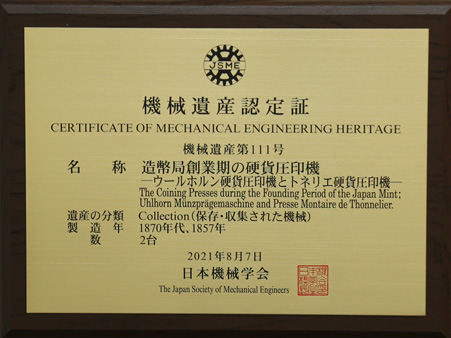 JSME
機械遺産認定証
CERTIFICATE OF MECHANICAL ENGINEERING HERITAGE
機械遺産第111号
名称 造幣局創業期の硬貨圧印機
―ウールホルン硬貨圧印機とトネリエ硬貨圧印機―
The Coining Presses during the Founding Period of the Japan Mint;
Uhlhorn Münzprägemaschine and Presse Montaire de Thonnelier.
遺産の分類 Collection(保存・収集された機械)
製造年 1870年代、1857年
数 2台
2021年8月7日
日本機械学会
The Japan Society of Mechanical Engineers